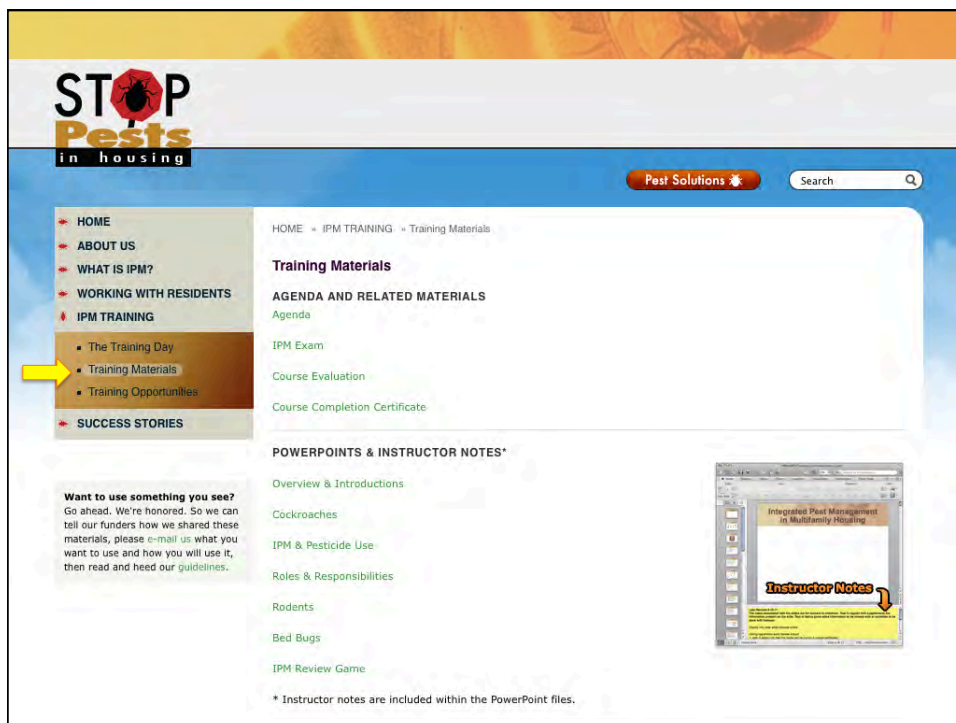 STOP
Pests
in housing
Pest Solutions
Search
HOME
ABOUT US
WHAT IS IPM?
WORKING WITH RESIDENTS
IPM TRAINING
The Training Day
Training Materials
Training Opportunities
SUCCESS STORIES
Want to use something you see?
Go ahead. We're honored. So we can
tell our funders how we shared these
materials, please e-mail us what you
want to use and how you will use it,
then read and heed our guidelines.
HOME » IPM TRAINING » Training Materials
Training Materials
AGENDA AND RELATED MATERIALS
Agenda
IPM Exam
Course Evaluation
Course Completion Certificate
POWERPOINTS & INSTRUCTOR NOTES*
Overview & Introductions
Cockroaches
IPM & Pesticide Use
Roles & Responsibilities
Rodents
Bed Bugs
IPM Review Game
* Instructor notes are included within the PowerPoint files.
Integrated Pest Management
in Multifamily Housing
Instructor Notes